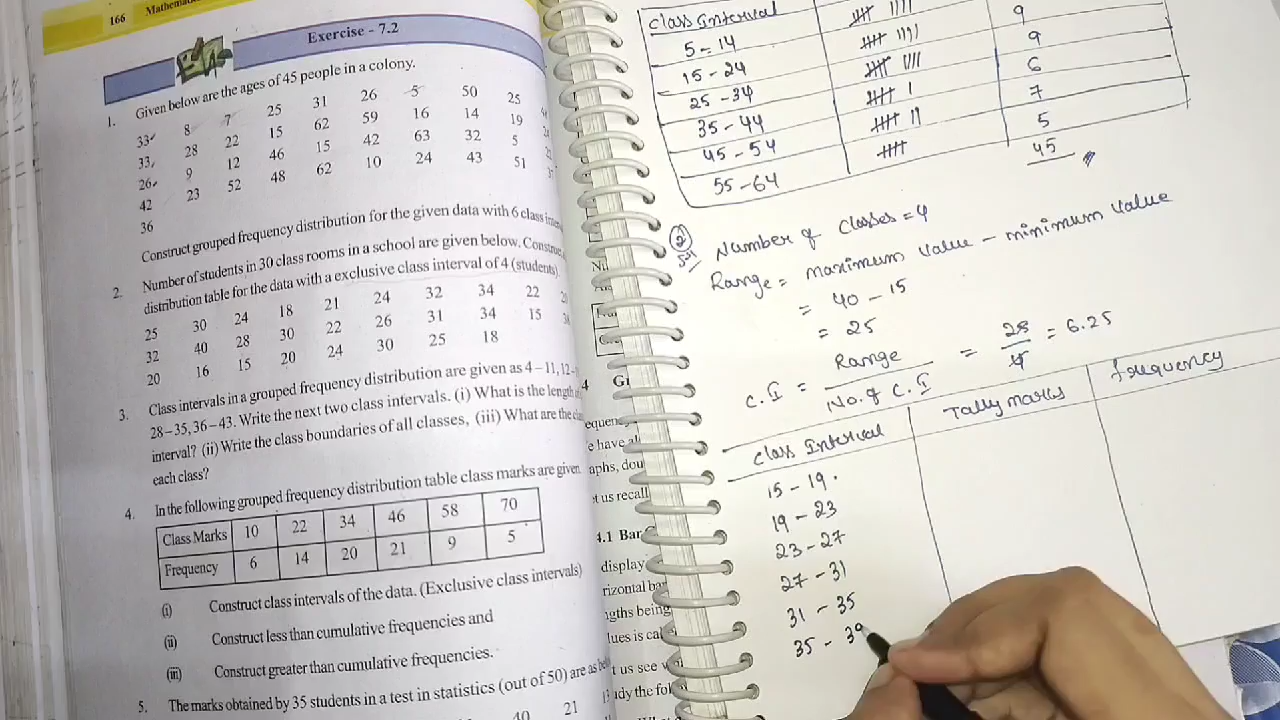 166 Mathematics
Exercise - 7.2
1. Given below are the ages of 45 people in a colony.
33 8 7 25 31 26 5 50 25
33 28 22 15 62 59 16 14 19
26 9 12 46 15 42 63 32 5
42 23 52 48 62 10 24 43 51
36
Construct grouped frequency distribution for the given data with 6 class
2. Number of students in 30 class rooms in a school are given below. Constr
distribution table for the data with a exclusive class interval of 4 (students).
25 30 24 18 21 24 32 34 22
32 40 28 30 22 26 31 34 15
20 16 15 20 24 30 25 18
3. Class intervals in a grouped frequency distribution are given as 4 – 11, 12-
28 – 35, 36 – 43. Write the next two class intervals. (i) What is the length
interval? (ii) Write the class boundaries of all classes, (iii) What are the
each class?
4. In the following grouped frequency distribution table class marks are given
Class Marks 10 22 34 46 58 70
Frequency 6 14 20 21 9 5
(i) Construct class intervals of the data. (Exclusive class intervals)
(ii) Construct less than cumulative frequencies and
(iii) Construct greater than cumulative frequencies.
5. The marks obtained by 35 students in a test in statistics (out of 50) are as
40 21
class Interval 9
5 - 14 9
15 - 24 6
25 - 34 7
35 - 44 5
45 - 54 45
55 - 64
② Number of Classes = 4
Sol
Range = maximum value - minimum value
= 40 - 15
= 25
C.I = Range / No. of C.I = 25 / 4 = 6.25
class Interval Tally marks frequency
15 - 19
19 - 23
23 - 27
27 - 31
31 - 35
35 - 39